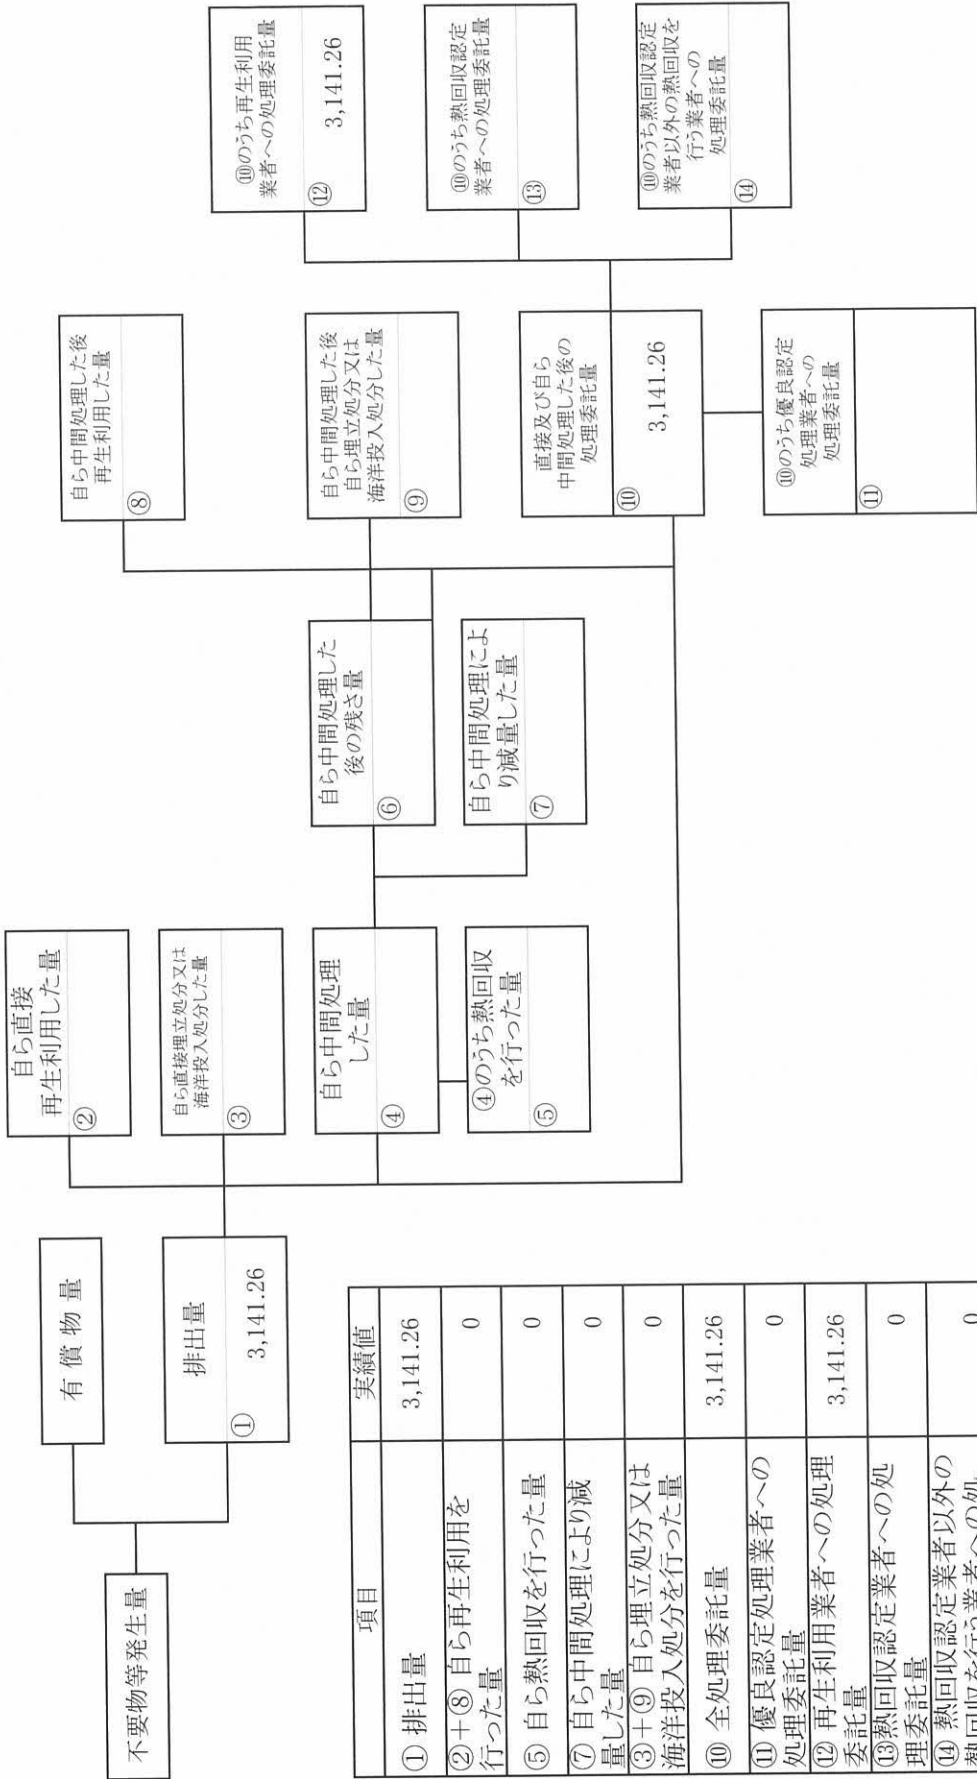 不要物等発生量
有償物量
排出量
①
3,141.26
自ら直接
再生利用した量
②
自ら直接埋立処分又は
海洋投入処分した量
③
自ら中間処理
した量
④
④のうち熱回収
を行った量
⑤
自ら中間処理した
後の残さ量
⑥
自ら中間処理によ
り減量した量
⑦
自ら中間処理した後
再生利用した量
⑧
自ら中間処理した後
自ら埋立処分又は
海洋投入処分した量
⑨
直接及び自ら
中間処理した後の
処理委託量
⑩
3,141.26
⑩のうち優良認定
処理業者への
処理委託量
⑪
⑩のうち再生利用
業者への処理委託量
⑫
3,141.26
⑩のうち熱回収認定
業者への処理委託量
⑬
⑩のうち熱回収認定
業者以外の熱回収を
行う業者への
処理委託量
⑭
項目 実績値
① 排出量 3,141.26
②+⑧ 自ら再生利用を
行った量 0
⑤ 自ら熱回収を行った量 0
⑦ 自ら中間処理により減
量した量 0
③+⑨ 自ら埋立処分又は
海洋投入処分を行った量 0
⑩ 全処理委託量 3,141.26
⑪ 優良認定処理業者への
処理委託量 0
⑫ 再生利用業者への処理
委託量 3,141.26
⑬熱回収認定業者への処
理委託量 0
⑭ 熱回収認定業者以外の
熱回収を行う業者への処 0